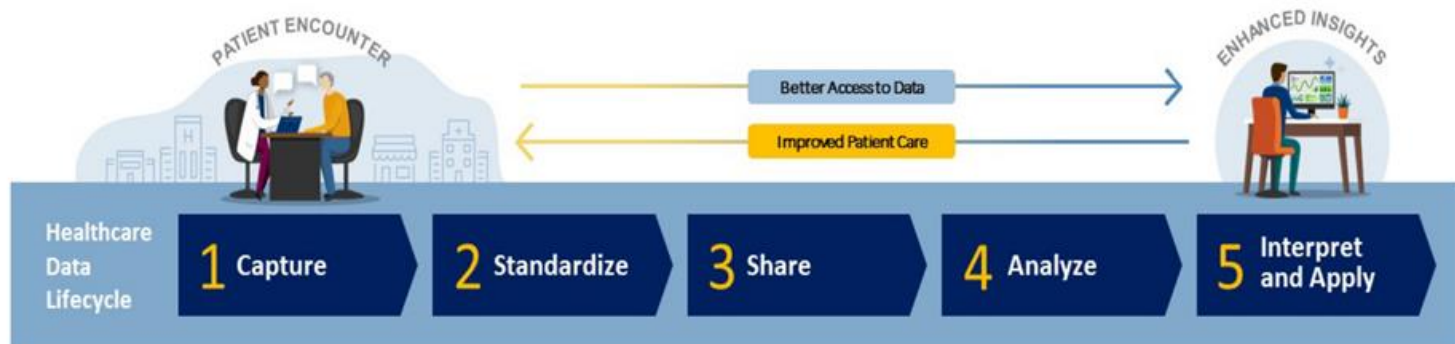 PATIENT ENCOUNTER
ENHANCED INSIGHTS
Better Access to Data
Improved Patient Care
H
Healthcare
Data
Lifecycle
1 Capture
2 Standardize
3 Share
4 Analyze
5 Interpret
and Apply